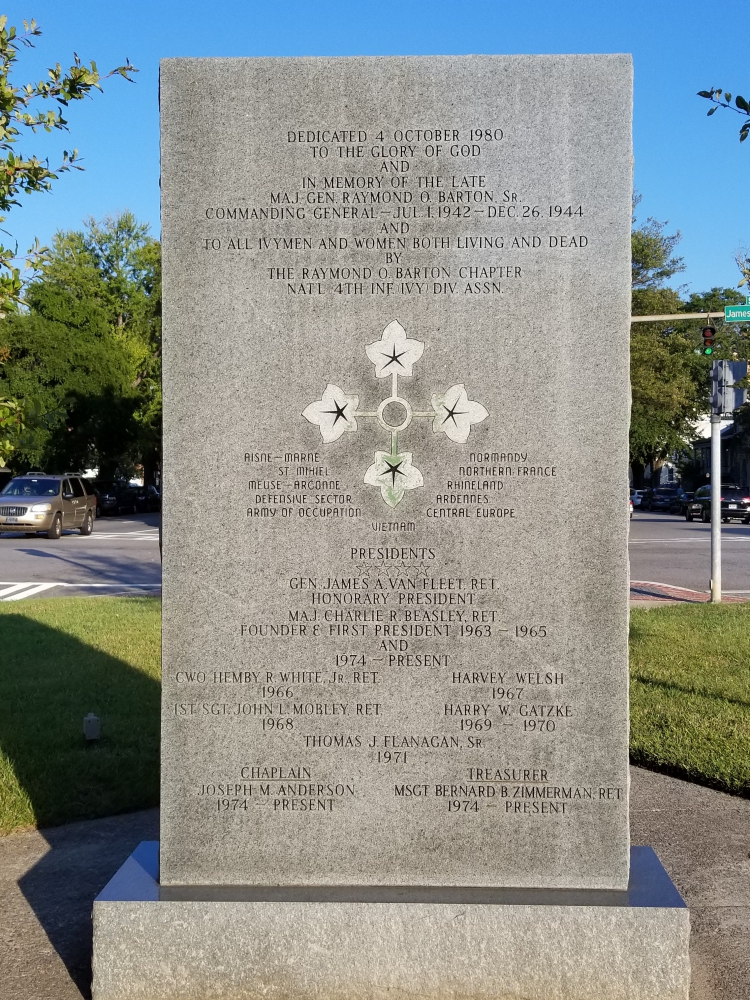 DEDICATED 4 OCTOBER 1980
TO THE GLORY OF GOD
AND
IN MEMORY OF THE LATE
MAJ. GEN. RAYMOND O. BARTON, SR.
COMMANDING GENERAL–JUL. 1, 1942–DEC. 26, 1944
AND
TO ALL IVYMEN AND WOMEN BOTH LIVING AND DEAD
BY
THE RAYMOND O. BARTON CHAPTER
NAT'L 4TH INF. (IVY) DIV. ASSN.
AISNE–MARNE
ST. MIHIEL
MEUSE–ARGONNE
DEFENSIVE SECTOR
ARMY OF OCCUPATION
NORMANDY
NORTHERN FRANCE
RHINELAND
ARDENNES
CENTRAL EUROPE
VIETNAM
PRESIDENTS
GEN. JAMES A. VAN FLEET, RET.
HONORARY PRESIDENT
MAJ. CHARLIE R. BEASLEY, RET.
FOUNDER & FIRST PRESIDENT 1963 – 1965
AND
1974 – PRESENT
CWO HEMBY R. WHITE, JR. RET.
1966
HARVEY WELSH
1967
1ST SGT. JOHN L. MOBLEY, RET.
1968
HARRY W. GATZKE
1969 – 1970
THOMAS J. FLANAGAN, SR.
1971
CHAPLAIN
JOSEPH M. ANDERSON
1974 – PRESENT
TREASURER
MSGT BERNARD B. ZIMMERMAN, RET.
1974 – PRESENT
James